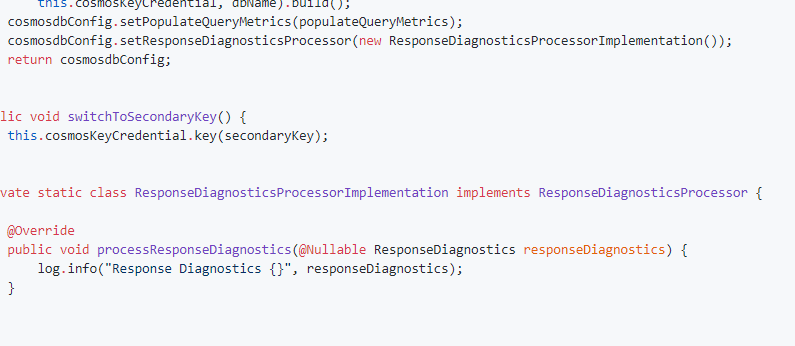 this.cosmosKeyCredential, dbName).build();
cosmosdbConfig.setPopulateQueryMetrics(populateQueryMetrics);
cosmosdbConfig.setResponseDiagnosticsProcessor(new ResponseDiagnosticsProcessorImplementation());
return cosmosdbConfig;
lic void switchToSecondaryKey() {
this.cosmosKeyCredential.key(secondaryKey);
vate static class ResponseDiagnosticsProcessorImplementation implements ResponseDiagnosticsProcessor {
@Override
public void processResponseDiagnostics(@Nullable ResponseDiagnostics responseDiagnostics) {
log.info("Response Diagnostics {}", responseDiagnostics);
}